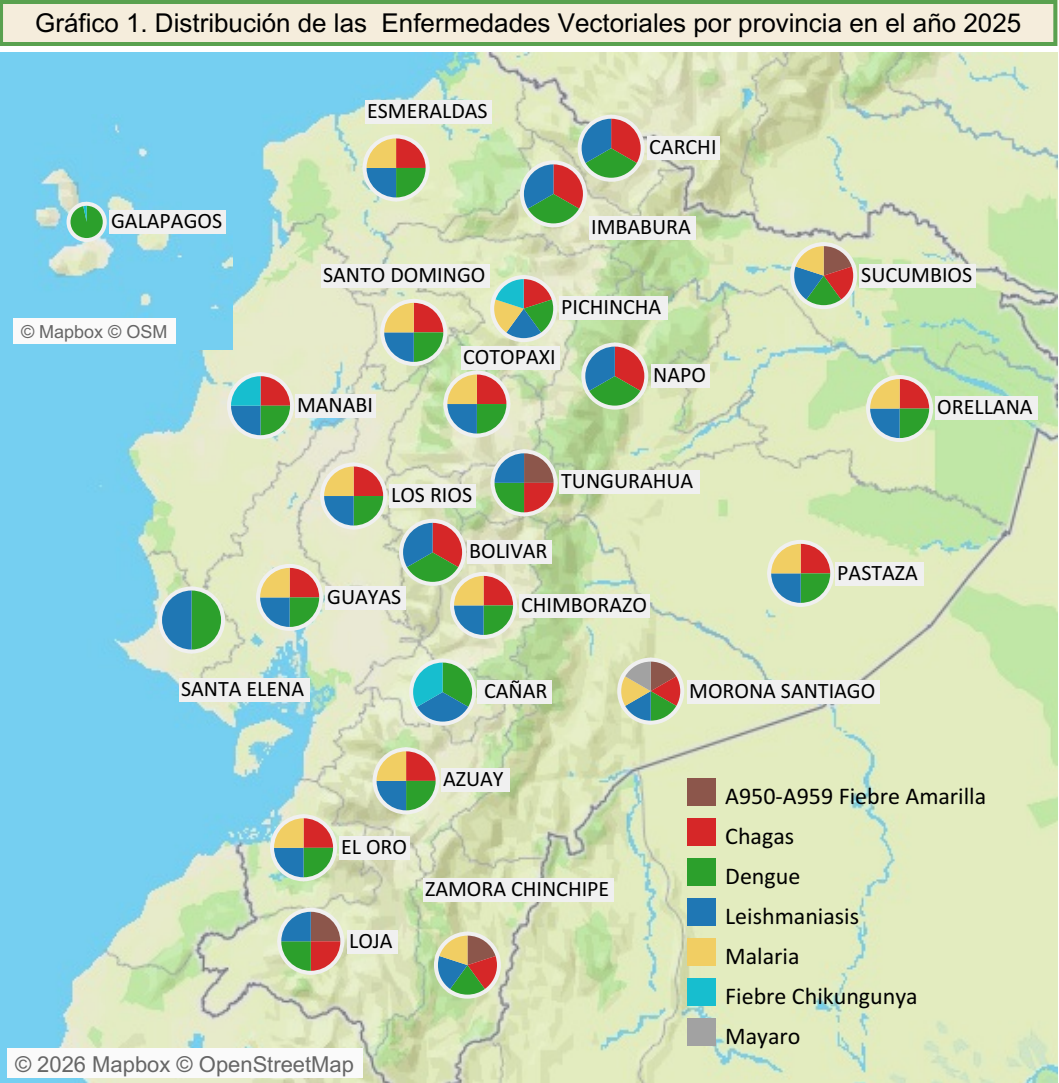 Gráfico 1. Distribución de las  Enfermedades Vectoriales por provincia en el año 2025
ESMERALDAS
CARCHI
GALAPAGOS
IMBABURA
SANTO DOMINGO
SUCUMBIOS
PICHINCHA
© Mapbox © OSM
COTOPAXI
NAPO
MANABI
ORELLANA
TUNGURAHUA
LOS RIOS
BOLIVAR
PASTAZA
GUAYAS
CHIMBORAZO
SANTA ELENA
CAÑAR
MORONA SANTIAGO
AZUAY
A950-A959 Fiebre Amarilla
Chagas
EL ORO
Dengue
ZAMORA CHINCHIPE
Leishmaniasis
LOJA
Malaria
Fiebre Chikungunya
Mayaro
© 2026 Mapbox © OpenStreetMap